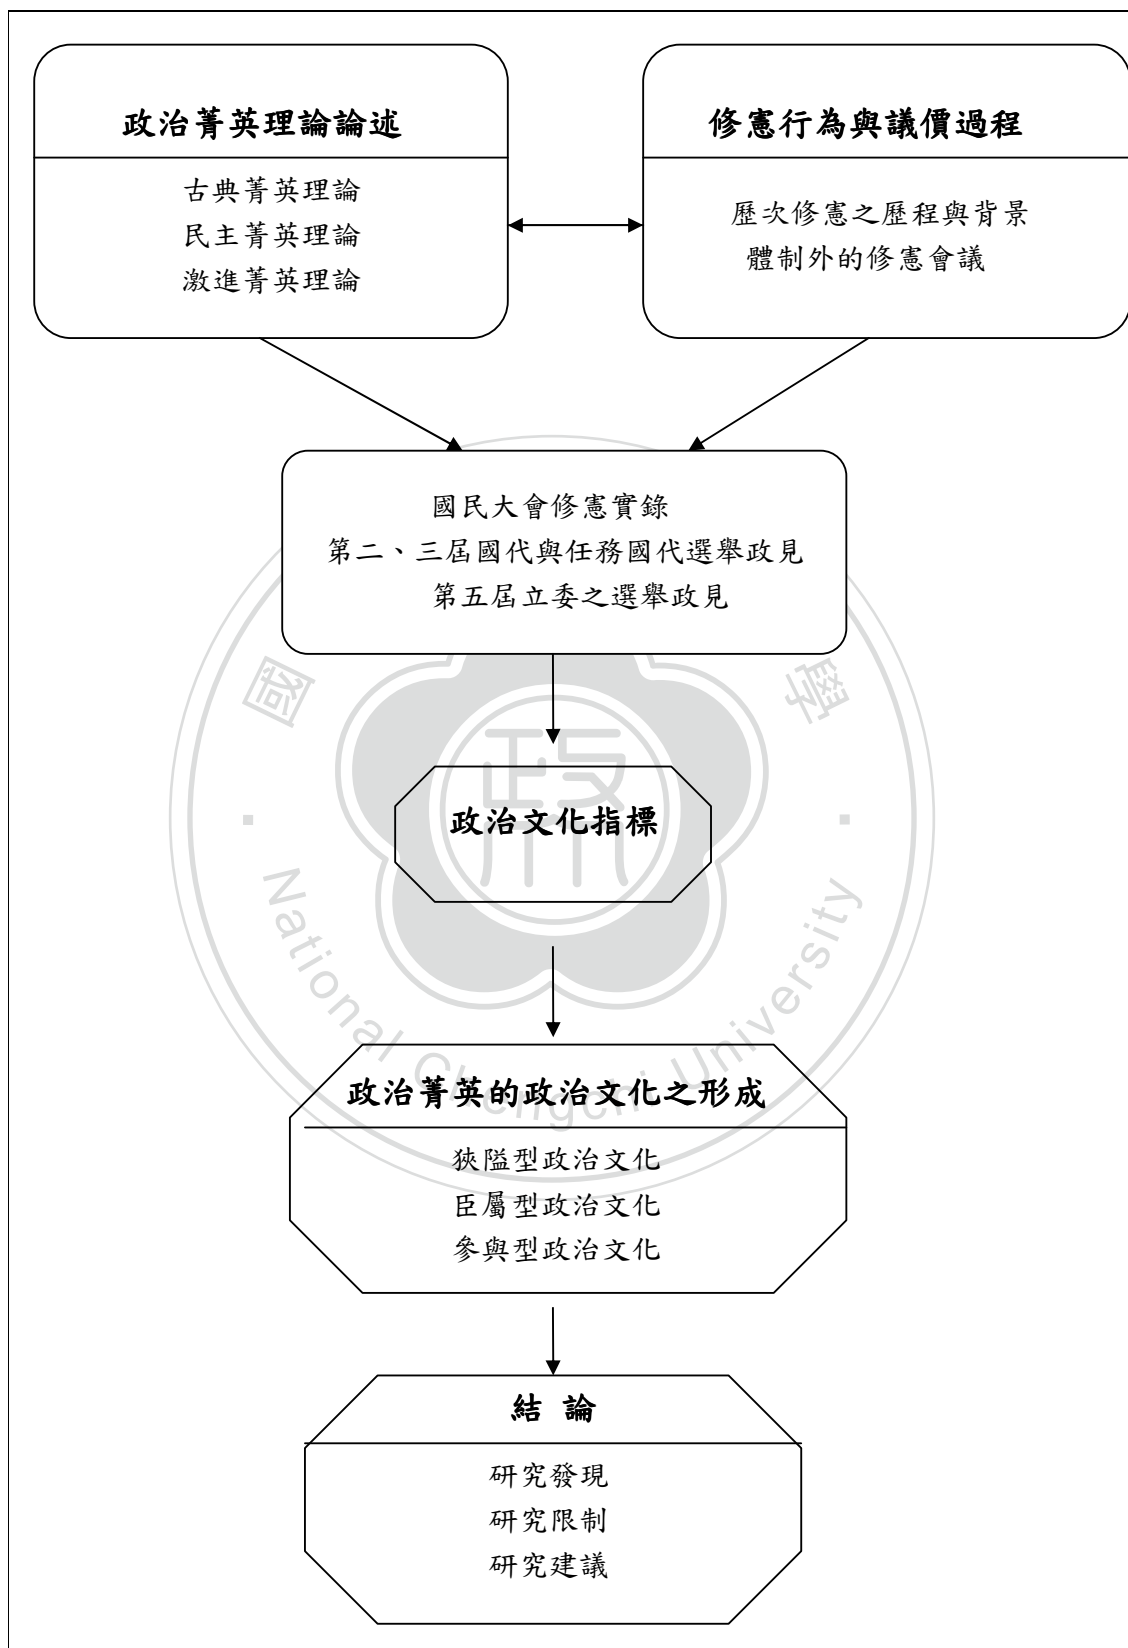 政治菁英理論論述
古典菁英理論
民主菁英理論
激進菁英理論
修憲行為與議價過程
歷次修憲之歷程與背景
體制外的修憲會議
國民大會修憲實錄
第二、三屆國代與任務國代選舉政見
第五屆立委之選舉政見
國
學
政
National Chengchi University
政治文化指標
政治菁英的政治文化之形成
狹隘型政治文化
臣屬型政治文化
參與型政治文化
結 論
研究發現
研究限制
研究建議